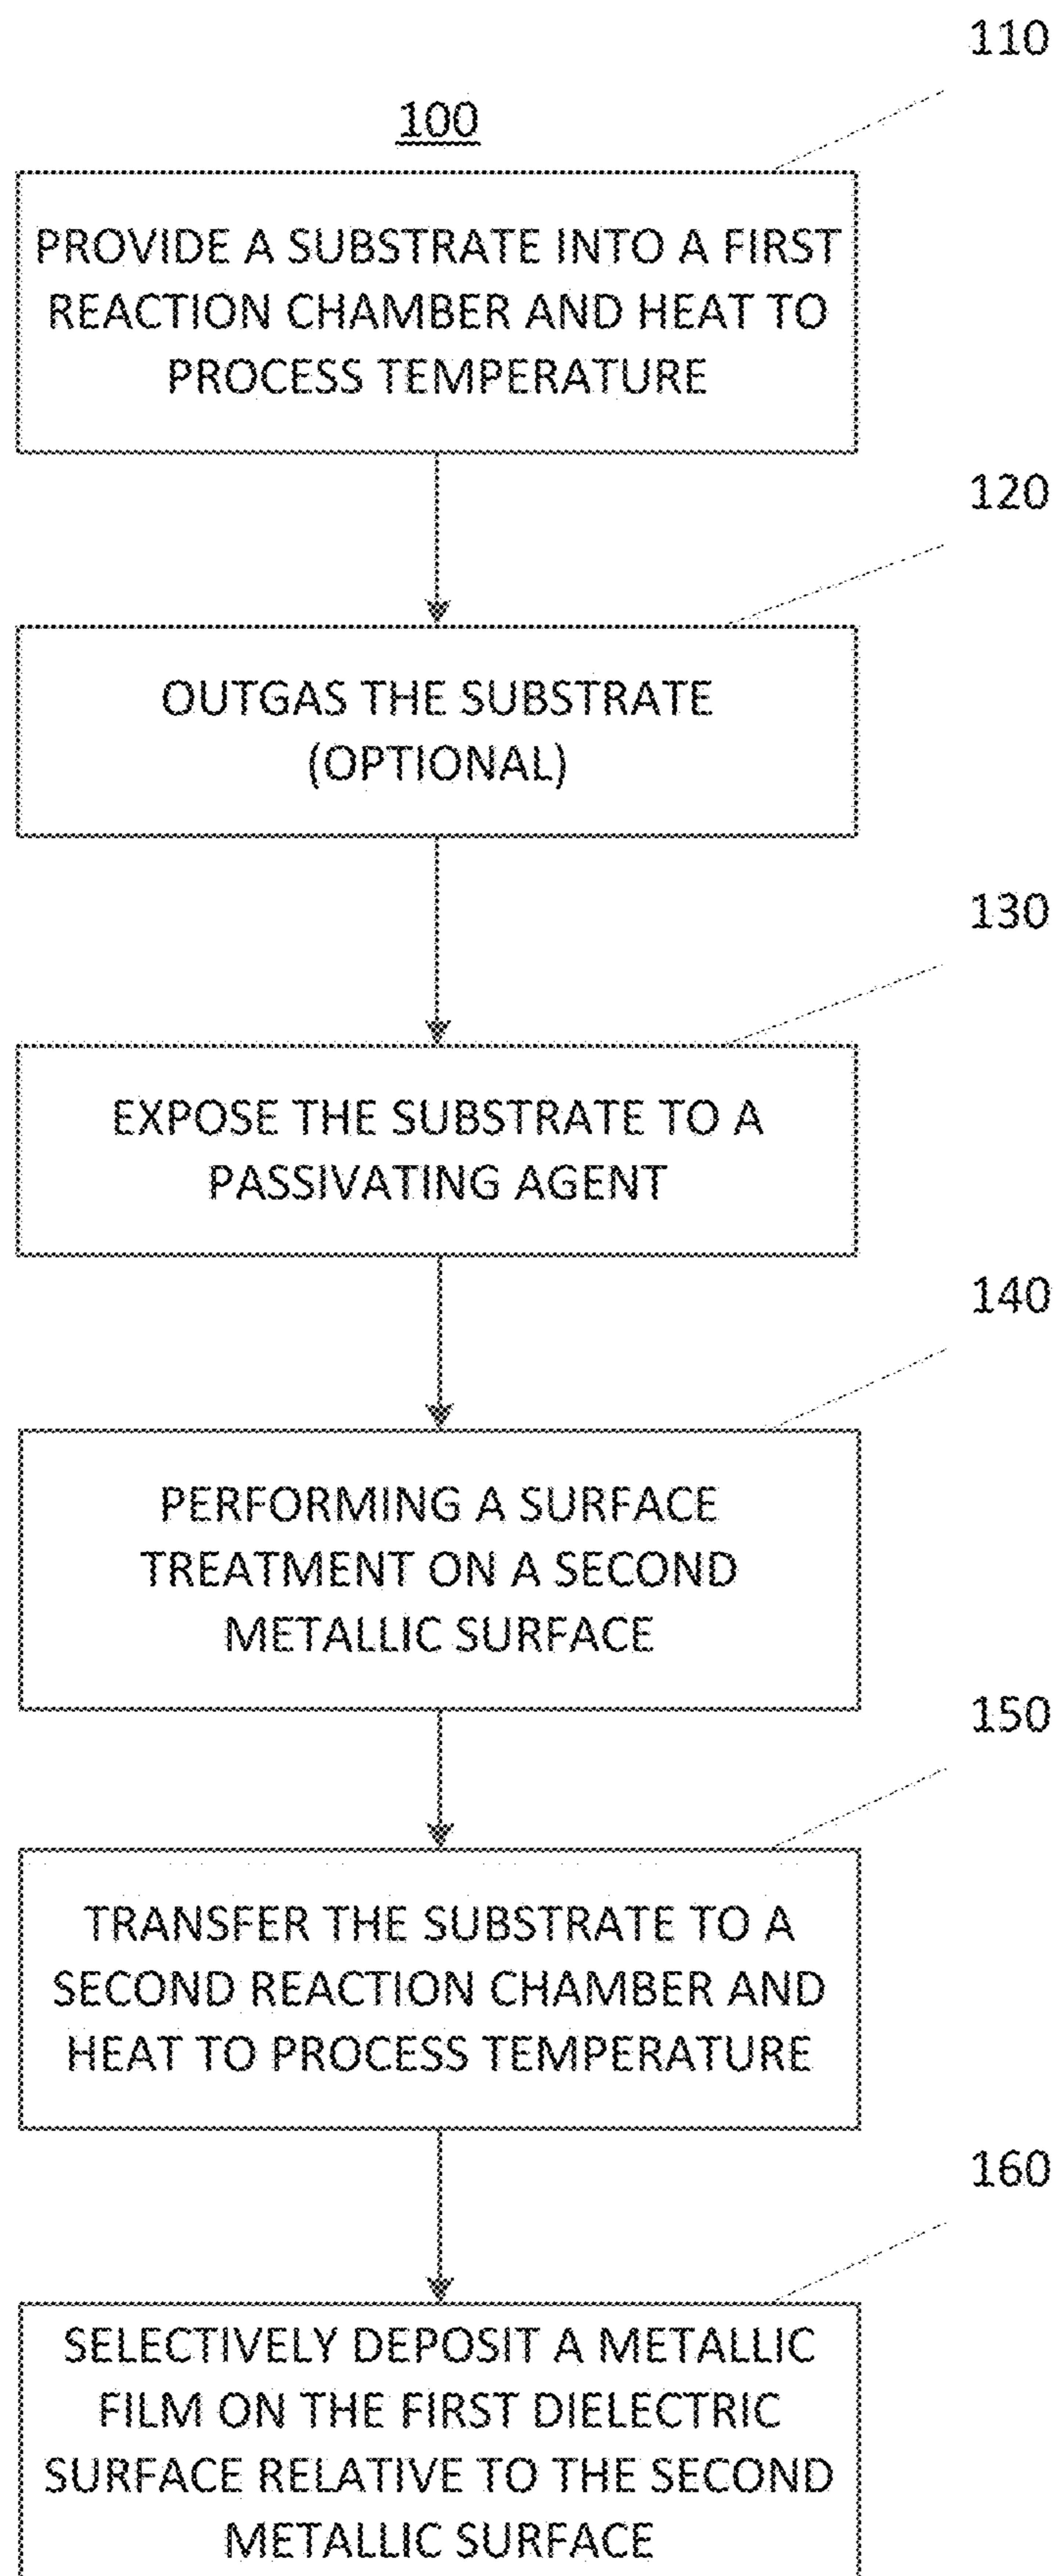 110
100
PROVIDE A SUBSTRATE INTO A FIRST
REACTION CHAMBER AND HEAT TO
PROCESS TEMPERATURE
120
OUTGAS THE SUBSTRATE
(OPTIONAL)
130
EXPOSE THE SUBSTRATE TO A
PASSIVATING AGENT
140
PERFORMING A SURFACE
TREATMENT ON A SECOND
METALLIC SURFACE
150
TRANSFER THE SUBSTRATE TO A
SECOND REACTION CHAMBER AND
HEAT TO PROCESS TEMPERATURE
160
SELECTIVELY DEPOSIT A METALLIC
FILM ON THE FIRST DIELECTRIC
SURFACE RELATIVE TO THE SECOND
METALLIC SURFACE